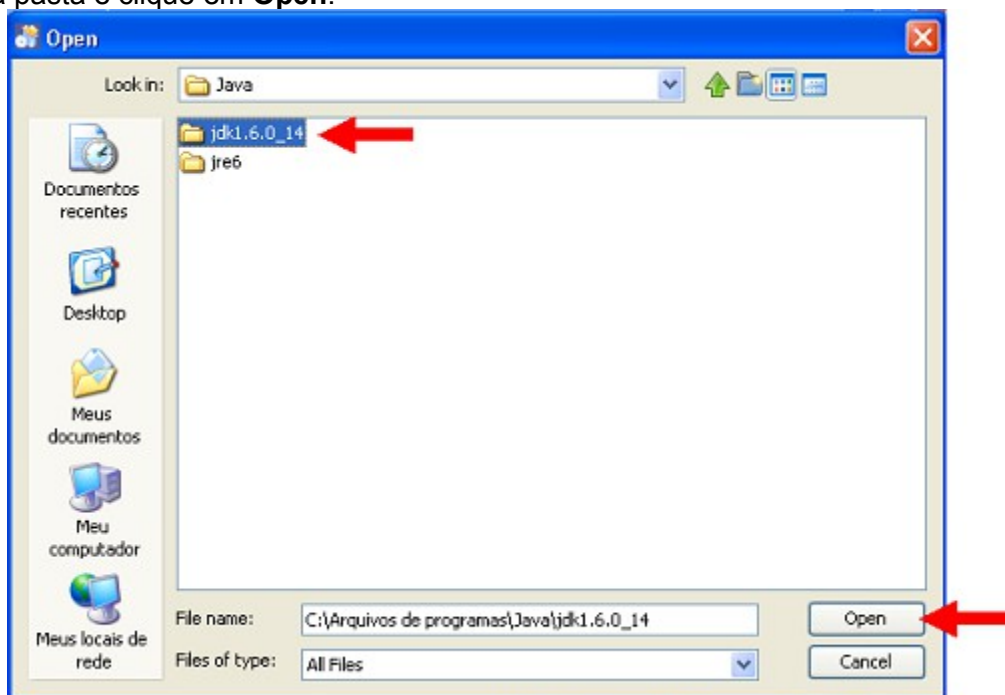 pasta e clique em Open.
Open
Look in:
Java
jdk1.6.0_14
jre6
Documentos
recentes
Desktop
Meus
documentos
Meu
computador
Meus locais de
rede
File name:
C:\Arquivos de programas\Java\jdk1.6.0_14
Open
Files of type:
All Files
Cancel